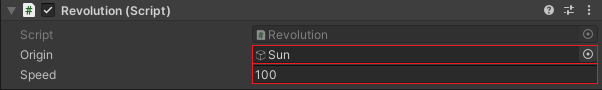 Revolution (Script)
Script Revolution
Origin Sun
Speed 100